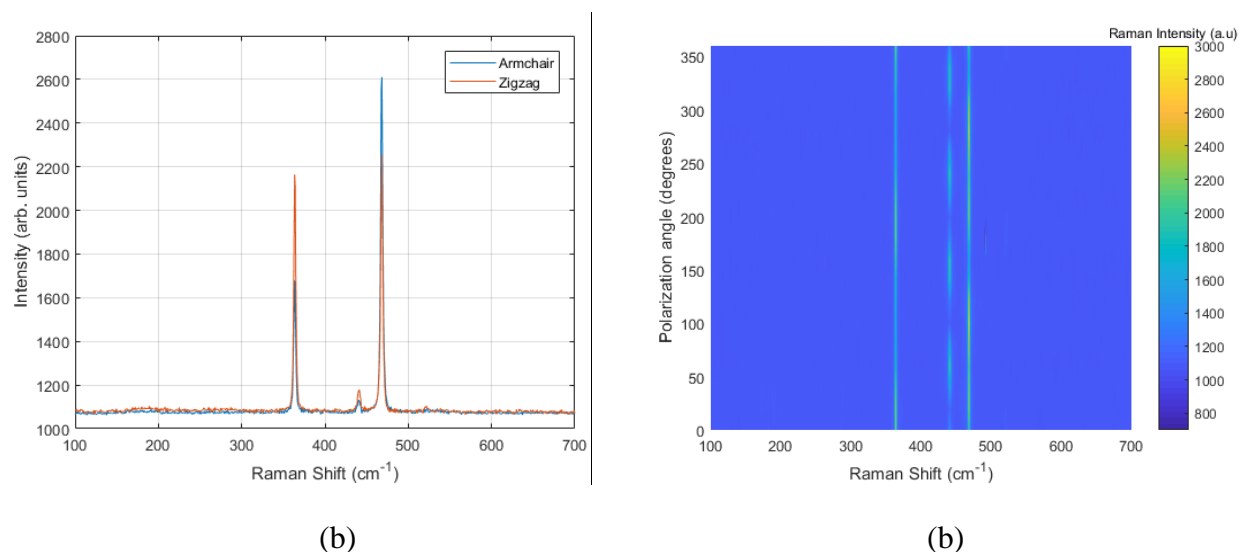 2800
2600
2400
2200
2000
1800
1600
1400
1200
1000
Intensity (arb. units)
100 200 300 400 500 600 700
Raman Shift (cm-1)
Armchair
Zigzag
(b)
Raman Intensity (a.u)
350
300
250
200
150
100
50
0
Polarization angle (degrees)
100 200 300 400 500 600 700
Raman Shift (cm-1)
3000
2800
2600
2400
2200
2000
1800
1600
1400
1200
1000
800
(b)